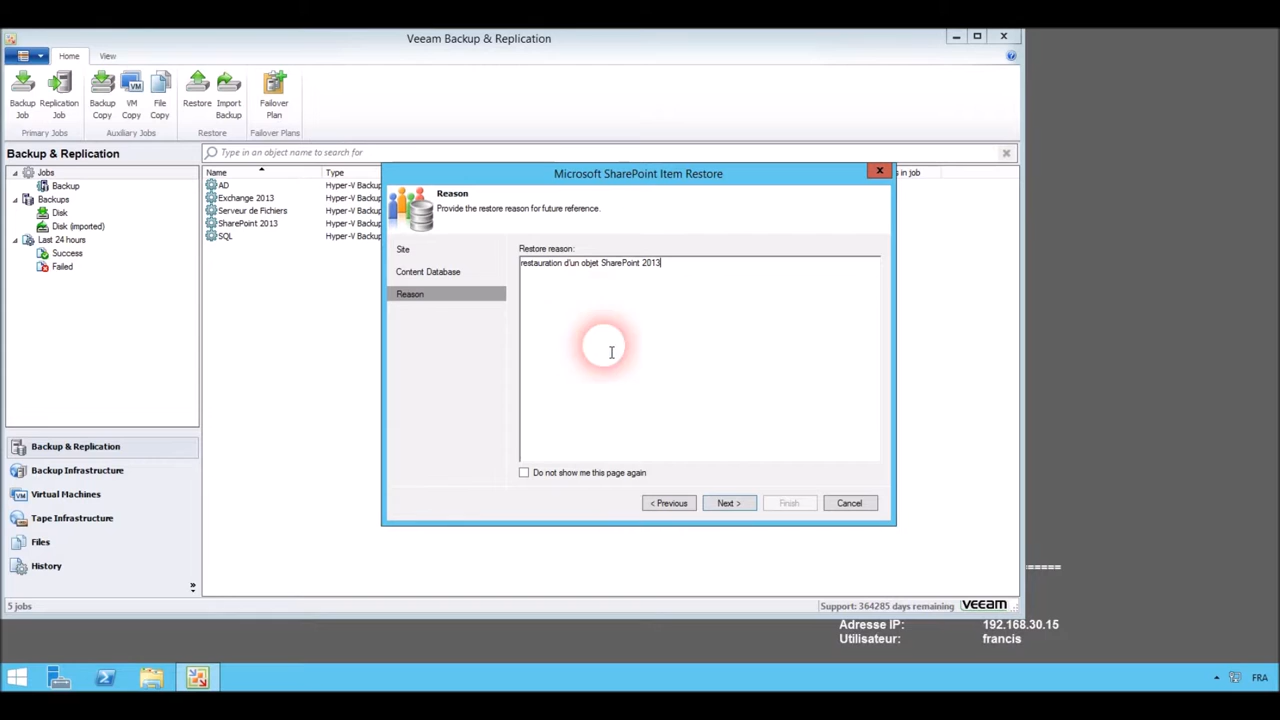 Veeam Backup & Replication
Home
View
Backup Job
Replication Job
Backup Copy
VM Copy
File Copy
Restore
Import Backup
Failover Plan
Primary Jobs
Auxiliary Jobs
Restore
Failover Plans
Backup & Replication
Type in an object name to search for
Jobs
Backup
Backups
Disk
Disk (imported)
Last 24 hours
Success
Failed
Name
Type
s in job
AD
Hyper-V Backup
Exchange 2013
Hyper-V Backup
Serveur de Fichiers
Hyper-V Backup
SharePoint 2013
Hyper-V Backup
SQL
Hyper-V Backup
Microsoft SharePoint Item Restore
Reason
Provide the restore reason for future reference.
Site
Content Database
Reason
Restore reason:
restauration d'un objet SharePoint 2013
Do not show me this page again
< Previous
Next >
Finish
Cancel
Backup & Replication
Backup Infrastructure
Virtual Machines
Tape Infrastructure
Files
History
»
5 jobs
Support: 364285 days remaining
veeam
=====
Adresse IP: 192.168.30.15
Utilisateur: francis
FRA